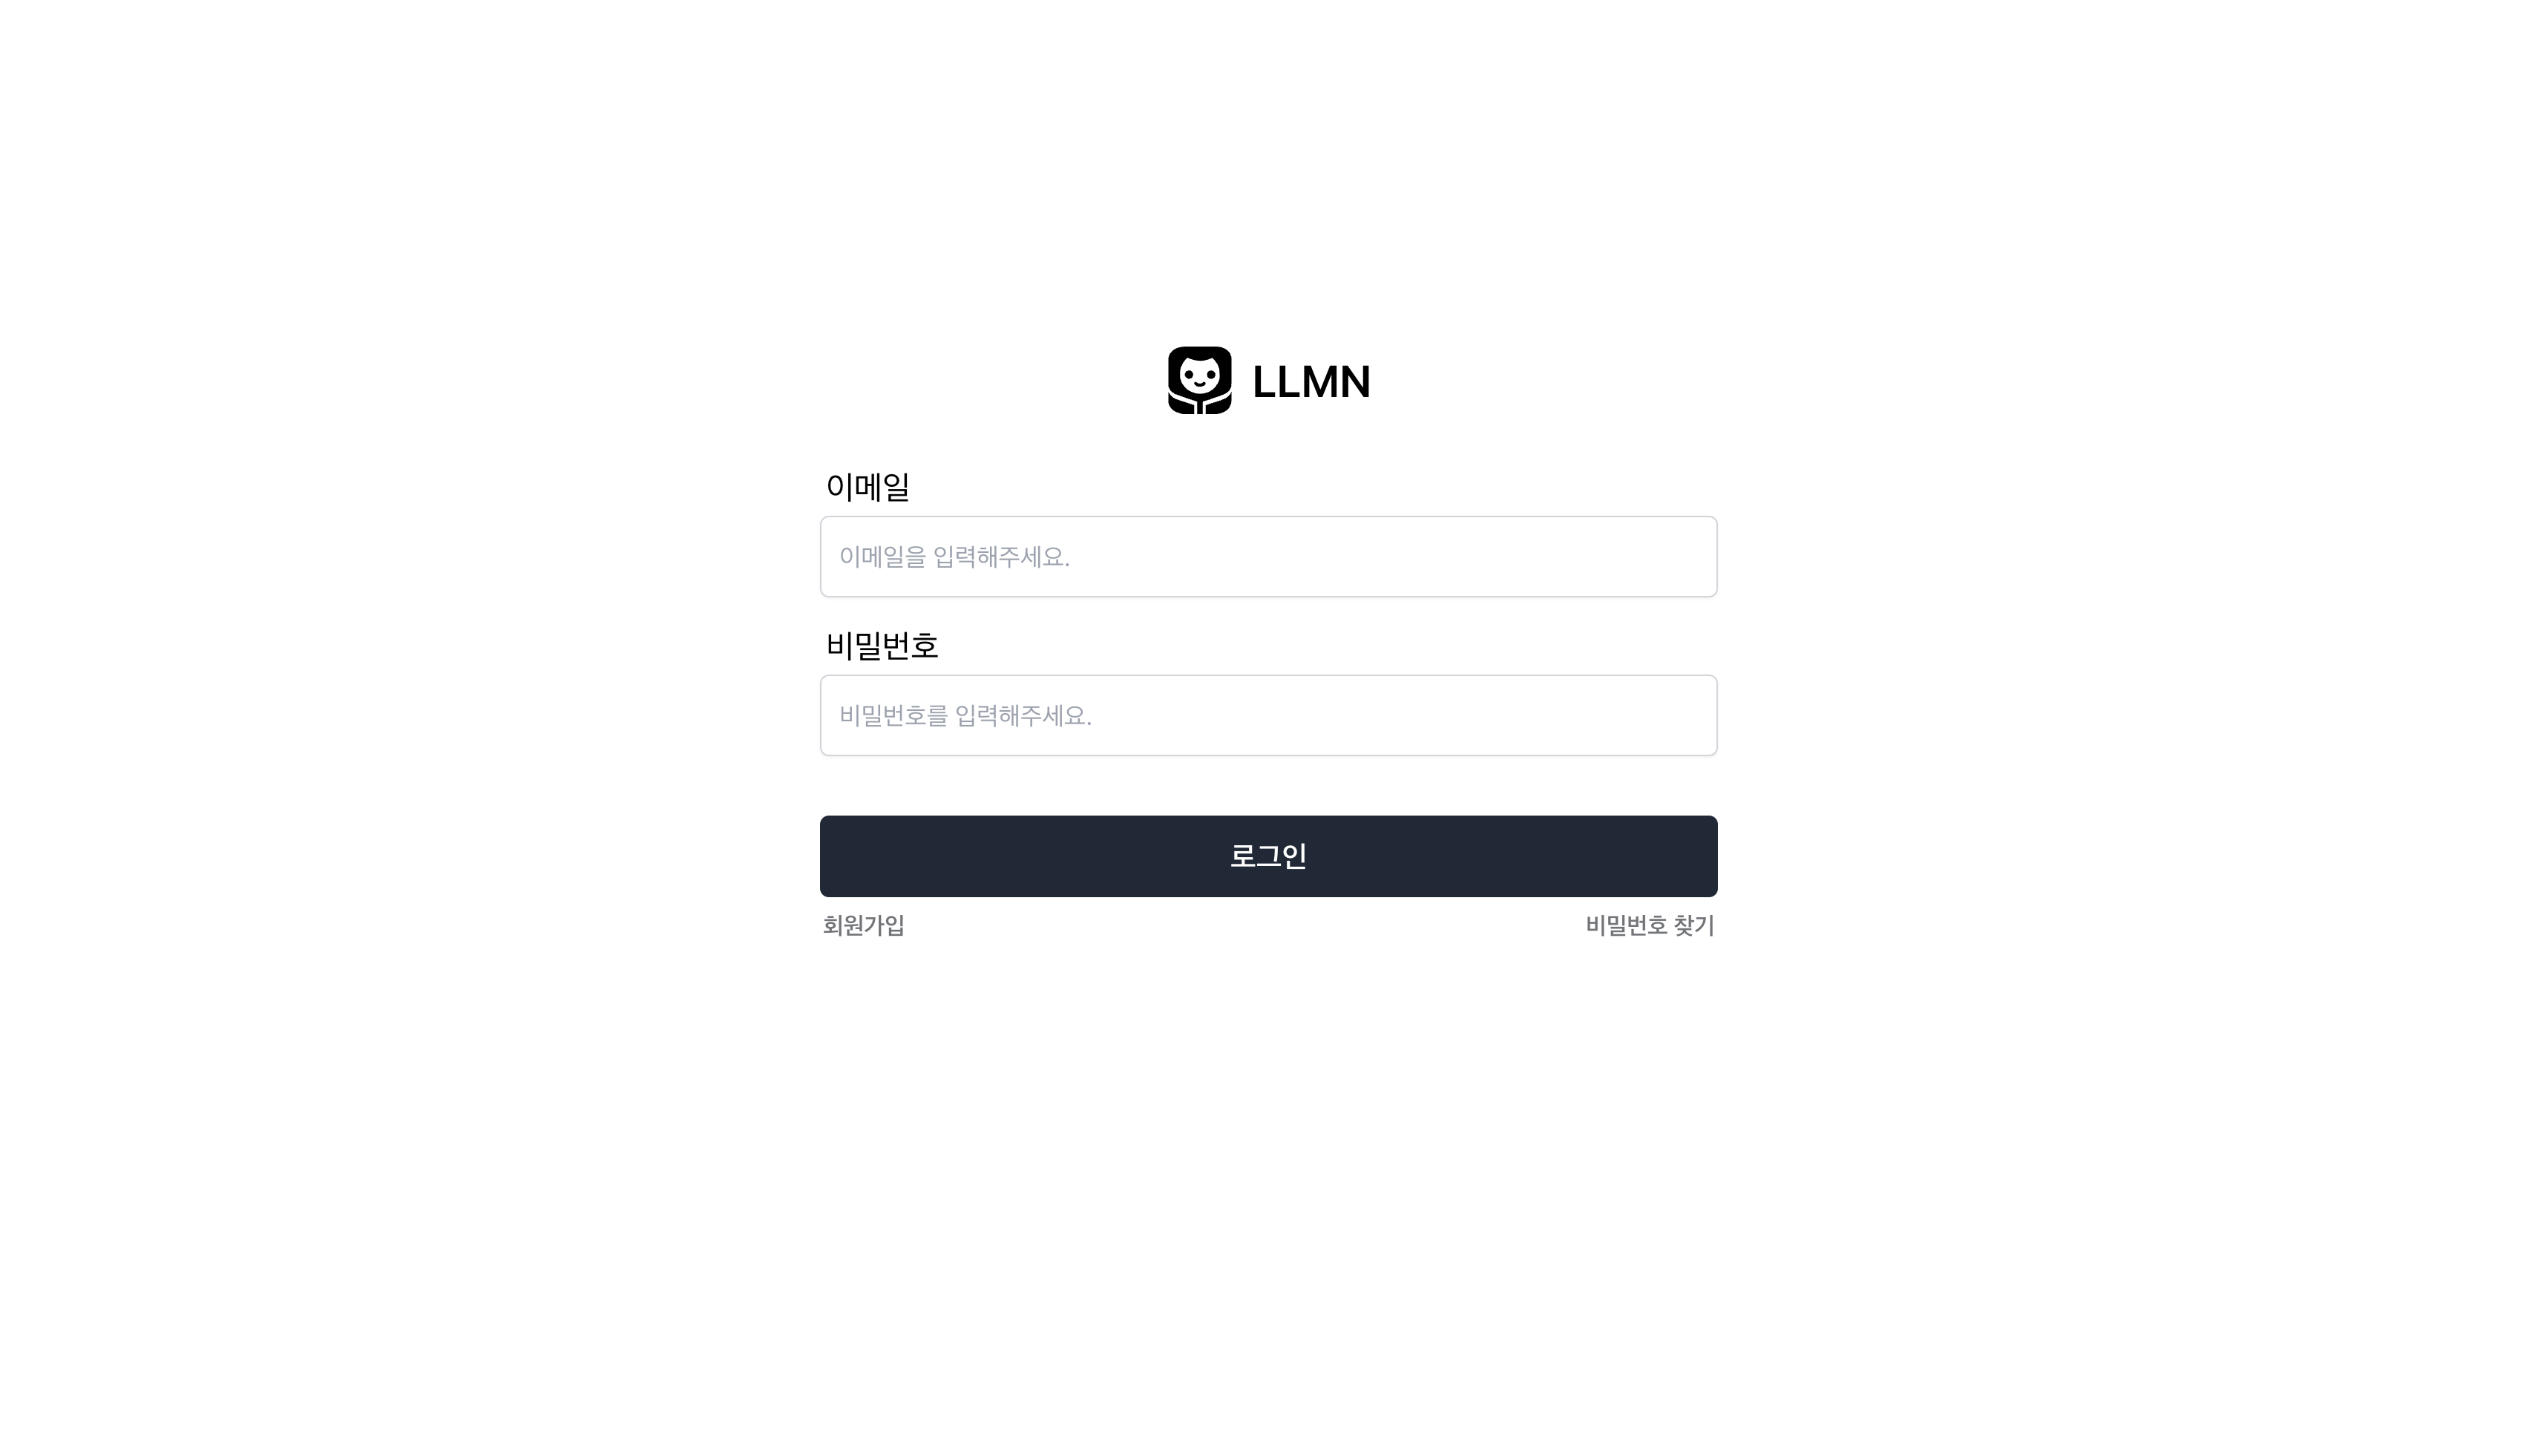 LLMN
이메일
이메일을 입력해주세요.
비밀번호
비밀번호를 입력해주세요.
로그인
회원가입
비밀번호 찾기